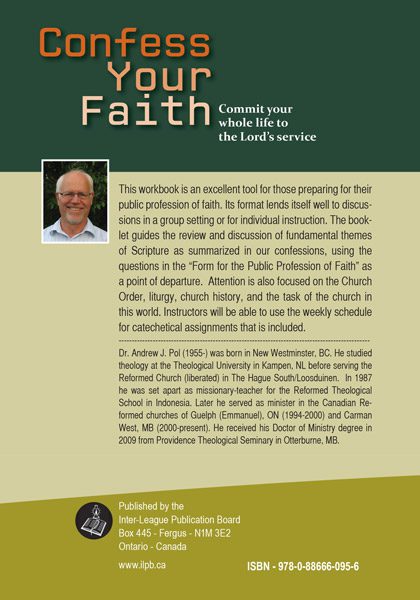 Confess
Your
Faith
Commit your
whole life to
the Lord's service
This workbook is an excellent tool for those preparing for their
public profession of faith. Its format lends itself well to discus-
sions in a group setting or for individual instruction. The book-
let guides the review and discussion of fundamental themes
of Scripture as summarized in our confessions, using the
questions in the “Form for the Public Profession of Faith” as
a point of departure. Attention is also focused on the Church
Order, liturgy, church history, and the task of the church in
this world. Instructors will be able to use the weekly schedule
for catechetical assignments that is included.
Dr. Andrew J. Pol (1955-) was born in New Westminster, BC. He studied
theology at the Theological University in Kampen, NL before serving the
Reformed Church (liberated) in The Hague South/Loosduinen. In 1987
he was set apart as missionary-teacher for the Reformed Theological
School in Indonesia. Later he served as minister in the Canadian Re-
formed churches of Guelph (Emmanuel), ON (1994-2000) and Carman
West, MB (2000-present). He received his Doctor of Ministry degree in
2009 from Providence Theological Seminary in Otterburne, MB.
Published by the
Inter-League Publication Board
Box 445 - Fergus - N1M 3E2
Ontario - Canada
www.ilpb.ca
ISBN - 978-0-88666-095-6